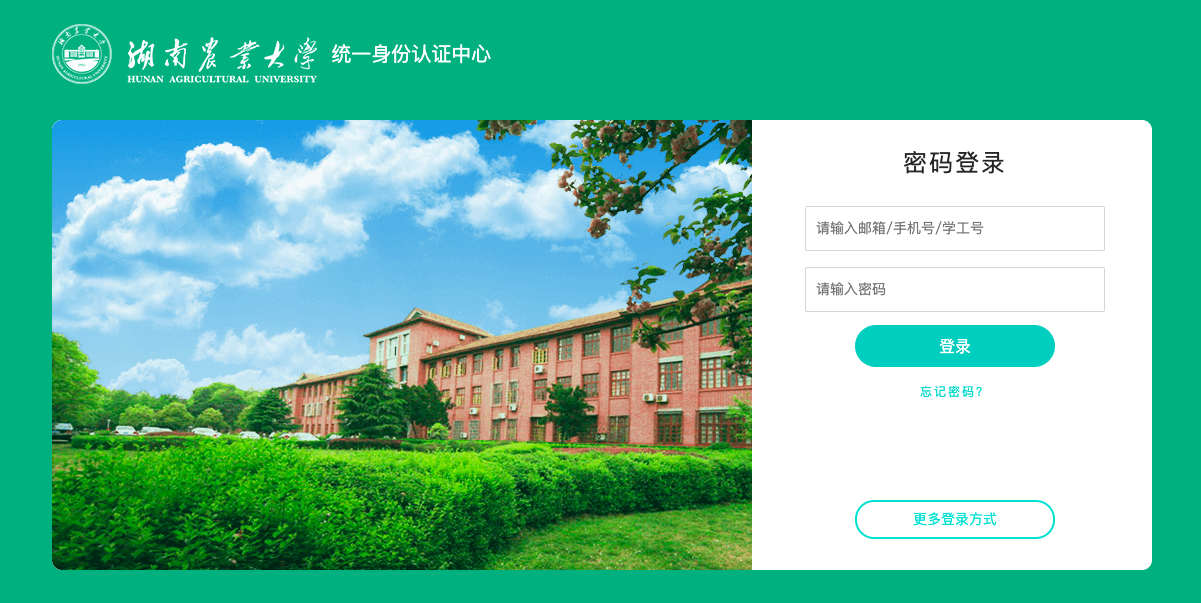 湖南农业大学 统一身份认证中心
HUNAN AGRICULTURAL UNIVERSITY
密码登录
请输入邮箱/手机号/学工号
请输入密码
登录
忘记密码?
更多登录方式